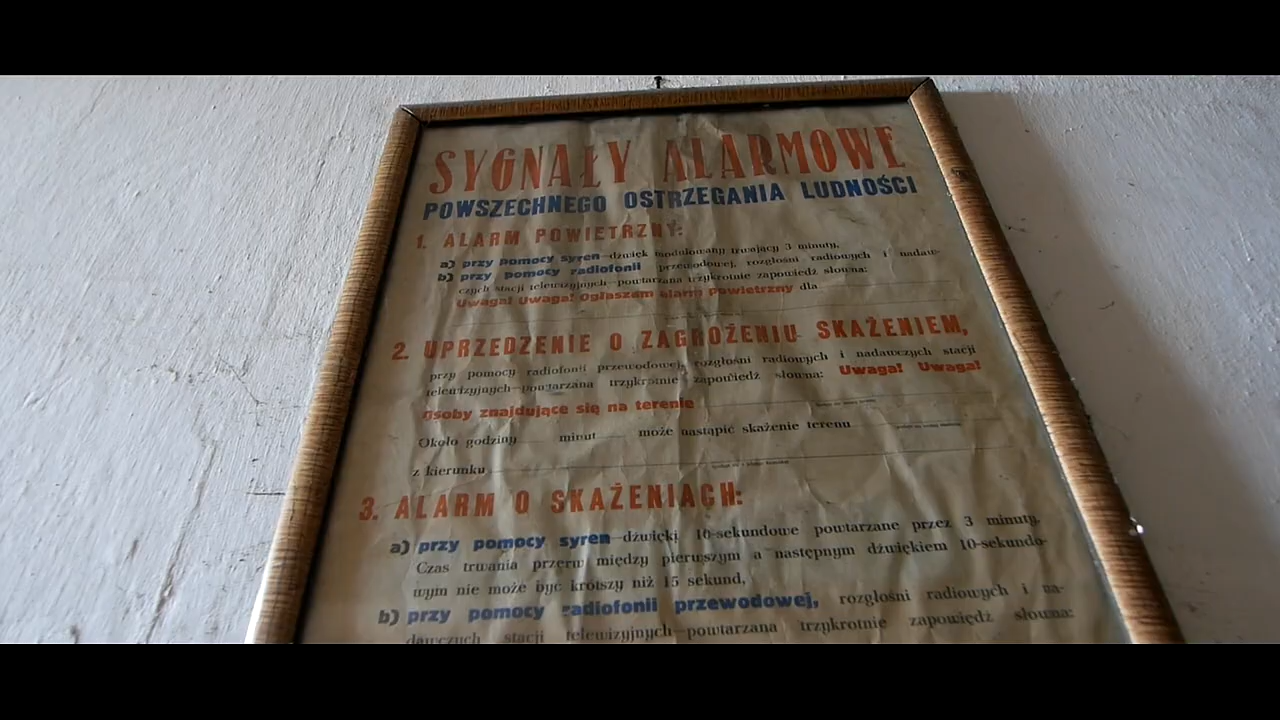 SYGNAŁY ALARMOWE
POWSZECHNEGO OSTRZEGANIA LUDNOŚCI
1. ALARM POWIETRZNY:
a) przy pomocy syren—dźwięk modulowany trwający 3 minuty,
b) przy pomocy radiofonii przewodowej, rozgłośni radiowych i nadaw-
czych stacji telewizyjnych—powtarzana trzykrotnie zapowiedź słowna:
Uwaga! Uwaga! Ogłaszam alarm powietrzny dla
2. UPRZEDZENIE O ZAGROŻENIU SKAŻENIEM,
przy pomocy radiofonii przewodowej, rozgłośni radiowych i nadawczych stacji
telewizyjnych—powtarzana trzykrotnie zapowiedź słowna: Uwaga! Uwaga!
Osoby znajdujące się na terenie
Około godziny minut może nastąpić skażenie terenu
z kierunku
3. ALARM O SKAŻENIACH:
a) przy pomocy syren—dźwięki 10-sekundowe powtarzane przez 3 minuty.
Czas trwania przerw między pierwszym a następnym dźwiękiem 10-sekundo-
wym nie może być krótszy niż 15 sekund,
b) przy pomocy radiofonii przewodowej, rozgłośni radiowych i na-
dawczych stacji telewizyjnych—powtarzana trzykrotnie zapowiedź słowna: